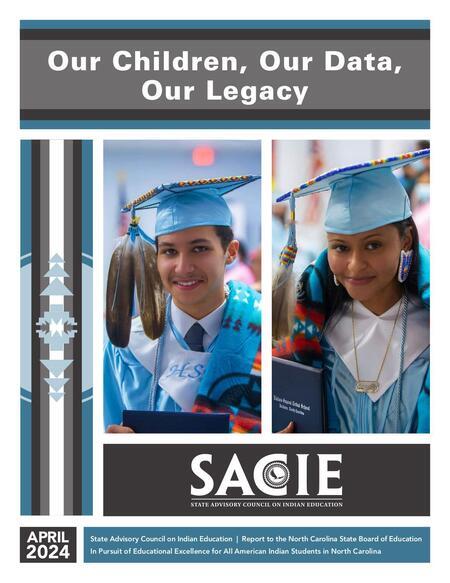 Our Children, Our Data,
Our Legacy
HS
SACIE
STATE ADVISORY COUNCIL ON INDIAN EDUCATION
APRIL
2024
State Advisory Council on Indian Education | Report to the North Carolina State Board of Education
In Pursuit of Educational Excellence for All American Indian Students in North Carolina